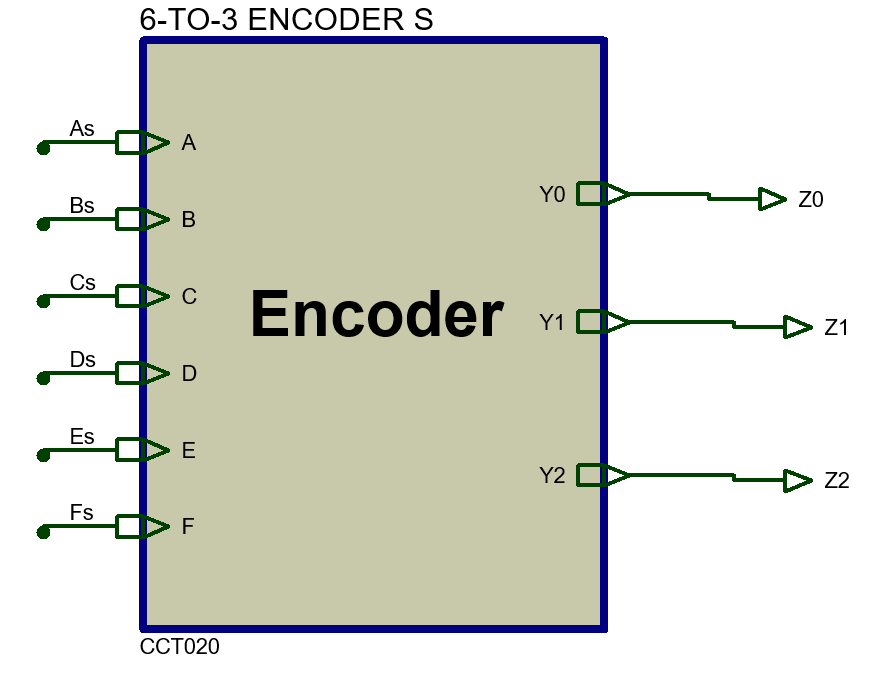 6-TO-3 ENCODER S
As
A
Bs
B
Cs
C
Ds
D
Es
E
Fs
F
Encoder
Y0
Z0
Y1
Z1
Y2
Z2
CCT020